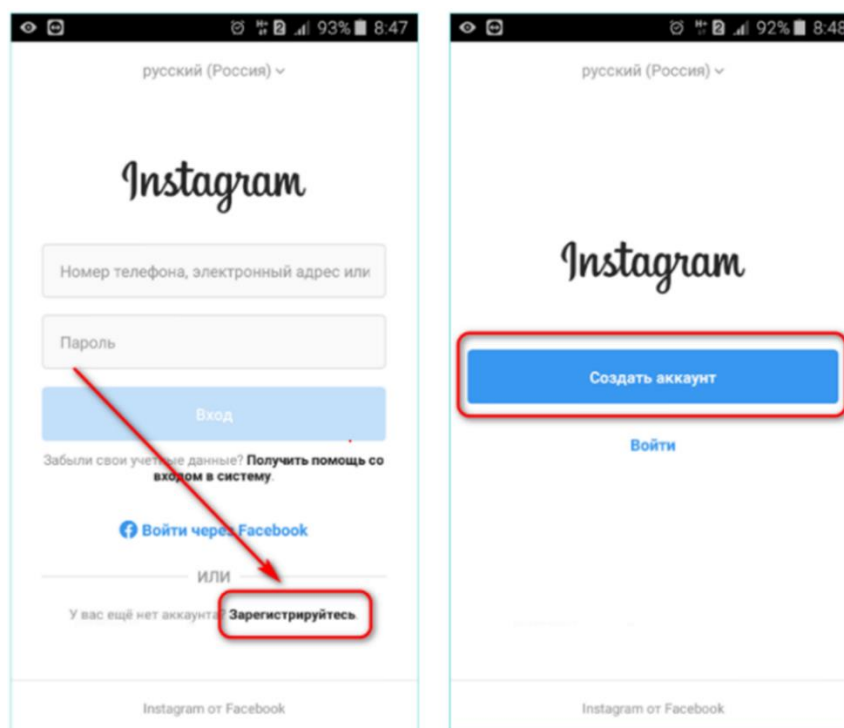 93% 8:47
русский (Россия)
Instagram
Номер телефона, электронный адрес или
Пароль
Вход
Забыли свои учетные данные? Получить помощь со
входом в систему.
Войти через Facebook
ИЛИ
У вас ещё нет аккаунта? Зарегистрируйтесь.
Instagram от Facebook
92% 8:48
русский (Россия)
Instagram
Создать аккаунт
Войти
Instagram от Facebook